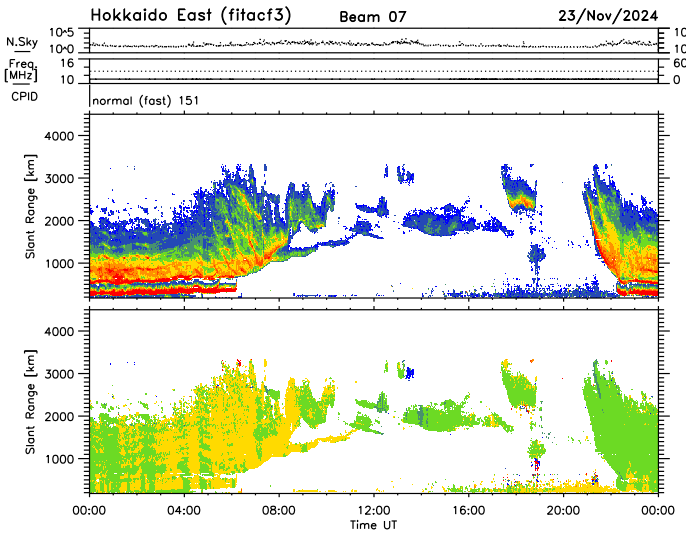 Hokkaido East (fitacf3) Beam 07 23/Nov/2024
N.Sky 10^5 10^0 10 10
Freq. [MHz] 16 10 60 0
CPID normal (fast) 151
Slant Range [km] 4000 3000 2000 1000
Slant Range [km] 4000 3000 2000 1000
00:00 04:00 08:00 12:00 16:00 20:00 00:00
Time UT